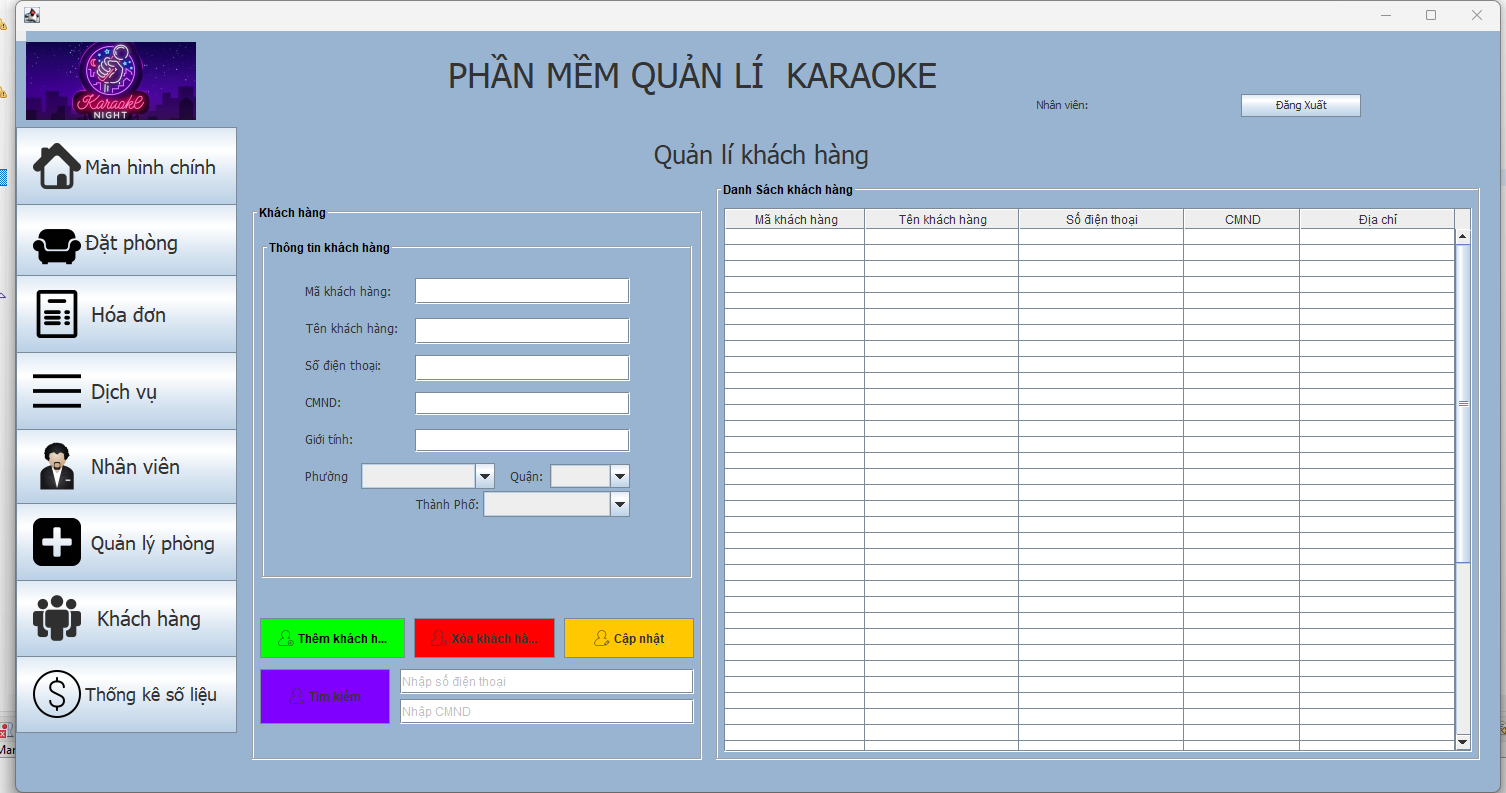 Karaoke
NIGHT
PHẦN MỀM QUẢN LÍ KARAOKE
Nhân viên:
Đăng Xuất
Màn hình chính
Đặt phòng
Hóa đơn
Dịch vụ
Nhân viên
Quản lý phòng
Khách hàng
Thống kê số liệu
Quản lí khách hàng
Khách hàng
Thông tin khách hàng
Mã khách hàng:
Tên khách hàng:
Số điện thoại:
CMND:
Giới tính:
Phường Quận:
Thành Phố:
Thêm khách h... Xóa khách hà... Cập nhật
Tìm kiếm
Nhập số điện thoại
Nhập CMND
Danh Sách khách hàng
Mã khách hàng Tên khách hàng Số điện thoại CMND Địa chỉ